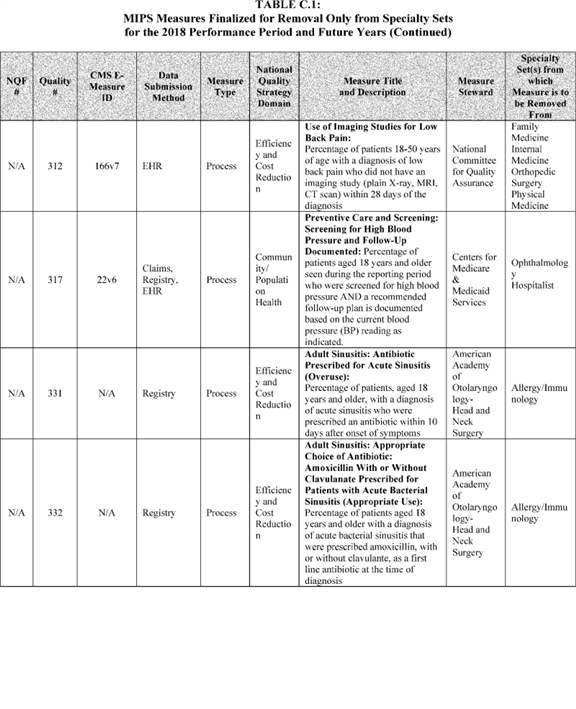 TABLE C.1:
MIPS Measures Finalized for Removal Only from Specialty Sets
for the 2018 Performance Period and Future Years (Continued)
NQF
#
Quality
#
CMS E-
Measure
ID
Data
Submission
Method
Measure
Type
National
Quality
Strategy
Domain
Measure Title
and Description
Measure
Steward
Specialty
Set(s) from
which
Measure is to
be Removed
From
N/A
312
166v7
EHR
Process
Efficienc
y and
Cost
Reductio
n
Use of Imaging Studies for Low
Back Pain:
Percentage of patients 18-50 years
of age with a diagnosis of low
back pain who did not have an
imaging study (plain X-ray, MRI,
CT scan) within 28 days of the
diagnosis
National
Committee
for Quality
Assurance
Family
Medicine
Internal
Medicine
Orthopedic
Surgery
Physical
Medicine
N/A
317
22v6
Claims,
Registry,
EHR
Process
Commun
ity/
Populati
on
Health
Preventive Care and Screening:
Screening for High Blood
Pressure and Follow-Up
Documented: Percentage of
patients aged 18 years and older
seen during the reporting period
who were screened for high blood
pressure AND a recommended
follow-up plan is documented
based on the current blood
pressure (BP) reading as
indicated.
Centers for
Medicare
&
Medicaid
Services
Ophthalmolog
y
Hospitalist
N/A
331
N/A
Registry
Process
Efficienc
y and
Cost
Reductio
n
Adult Sinusitis: Antibiotic
Prescribed for Acute Sinusitis
(Overuse):
Percentage of patients, aged 18
years and older, with a diagnosis
of acute sinusitis who were
prescribed an antibiotic within 10
days after onset of symptoms
American
Academy
of
Otolaryngo
logy-
Head and
Neck
Surgery
Allergy/Immu
nology
N/A
332
N/A
Registry
Process
Efficienc
y and
Cost
Reductio
n
Adult Sinusitis: Appropriate
Choice of Antibiotic:
Amoxicillin With or Without
Clavulanate Prescribed for
Patients with Acute Bacterial
Sinusitis (Appropriate Use):
Percentage of patients aged 18
years and older with a diagnosis
of acute bacterial sinusitis that
were prescribed amoxicillin, with
or without clavulante, as a first
line antibiotic at the time of
diagnosis
American
Academy
of
Otolaryngo
logy-
Head and
Neck
Surgery
Allergy/Immu
nology